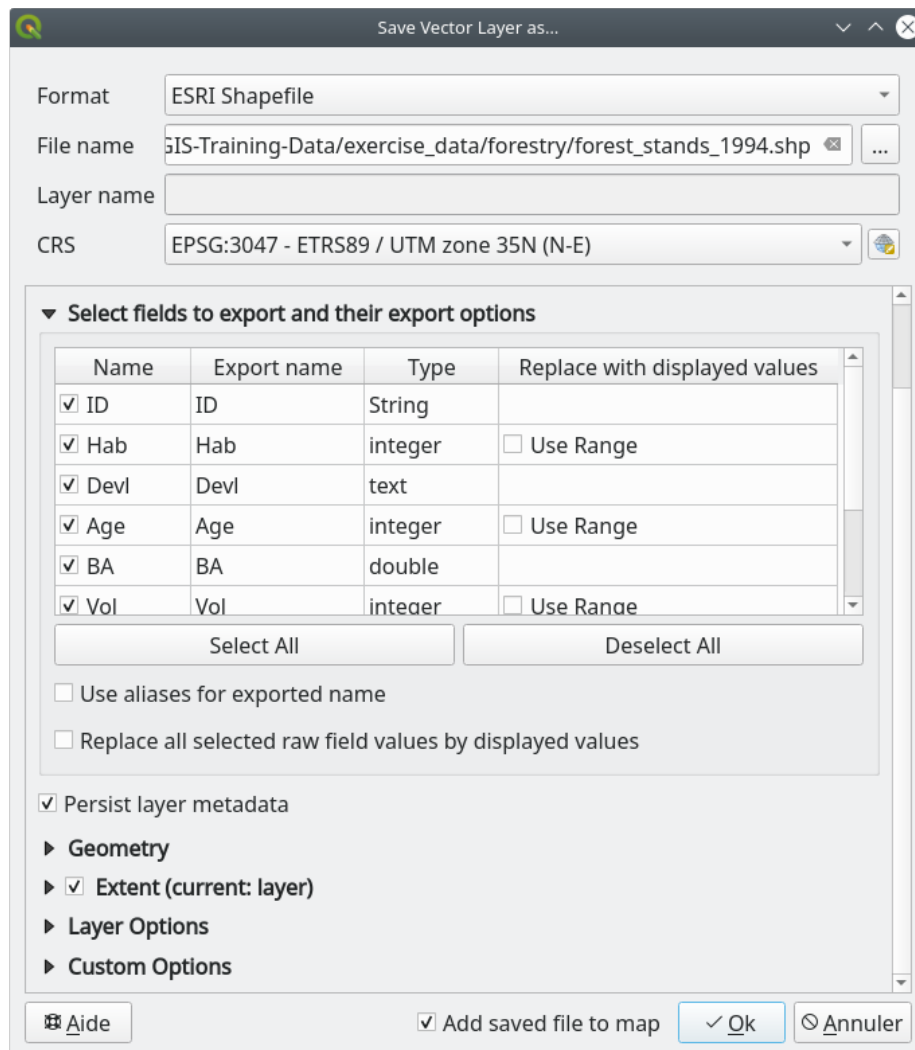 Save Vector Layer as...
Format ESRI Shapefile
File name GIS-Training-Data/exercise_data/forestry/forest_stands_1994.shp ...
Layer name
CRS EPSG:3047 - ETRS89 / UTM zone 35N (N-E)
Select fields to export and their export options
Name Export name Type Replace with displayed values
ID ID String
Hab Hab integer Use Range
Devl Devl text
Age Age integer Use Range
BA BA double
Vol Vol integer Use Range
Select All Deselect All
Use aliases for exported name
Replace all selected raw field values by displayed values
Persist layer metadata
Geometry
Extent (current: layer)
Layer Options
Custom Options
Aide Add saved file to map Ok Annuler